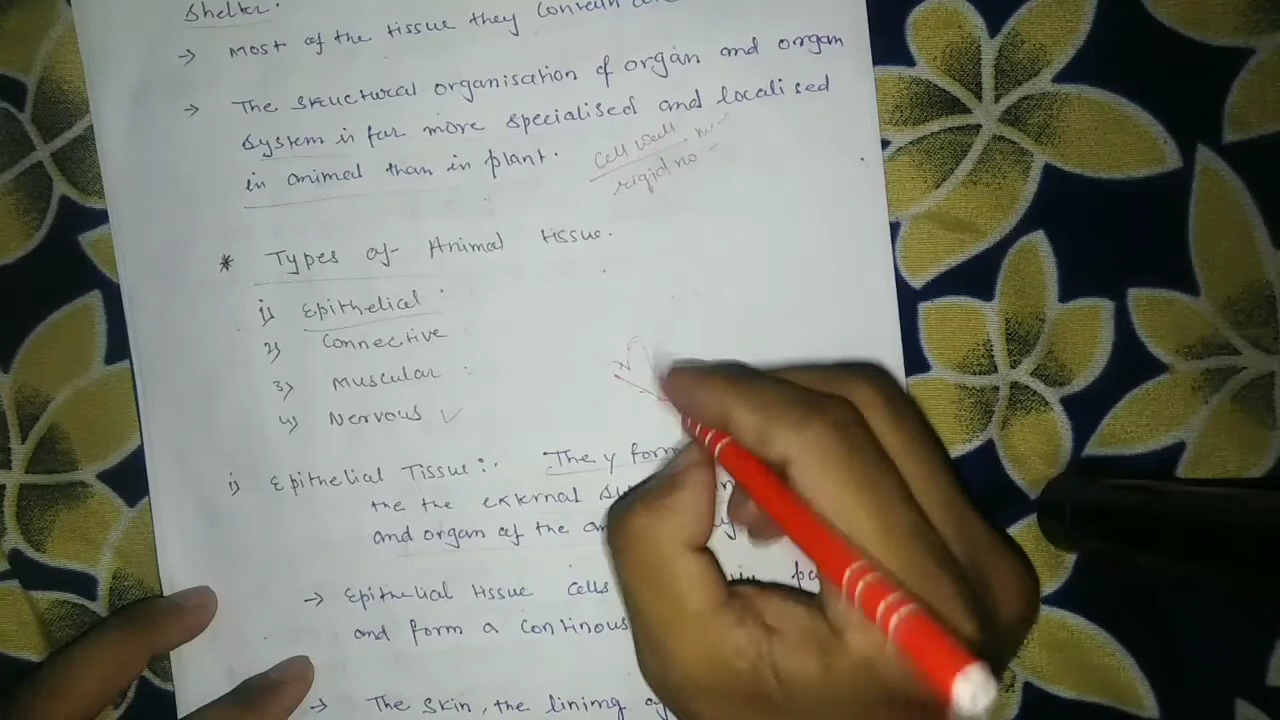 Shelter.
→ Most of the tissue they contain
→ The structural organisation of organ and organ
system is far more specialised and localised
in animal than in plant.
Cell wall
rigid no
* Types of Animal tissue.
1) Epithelial
2) Connective
3) Muscular
4) Nervous ✓
1) Epithelial Tissue:. They form
the the external
and organ of the
→ Epithelial tissue cells
and form a continous
→ The skin, the lining